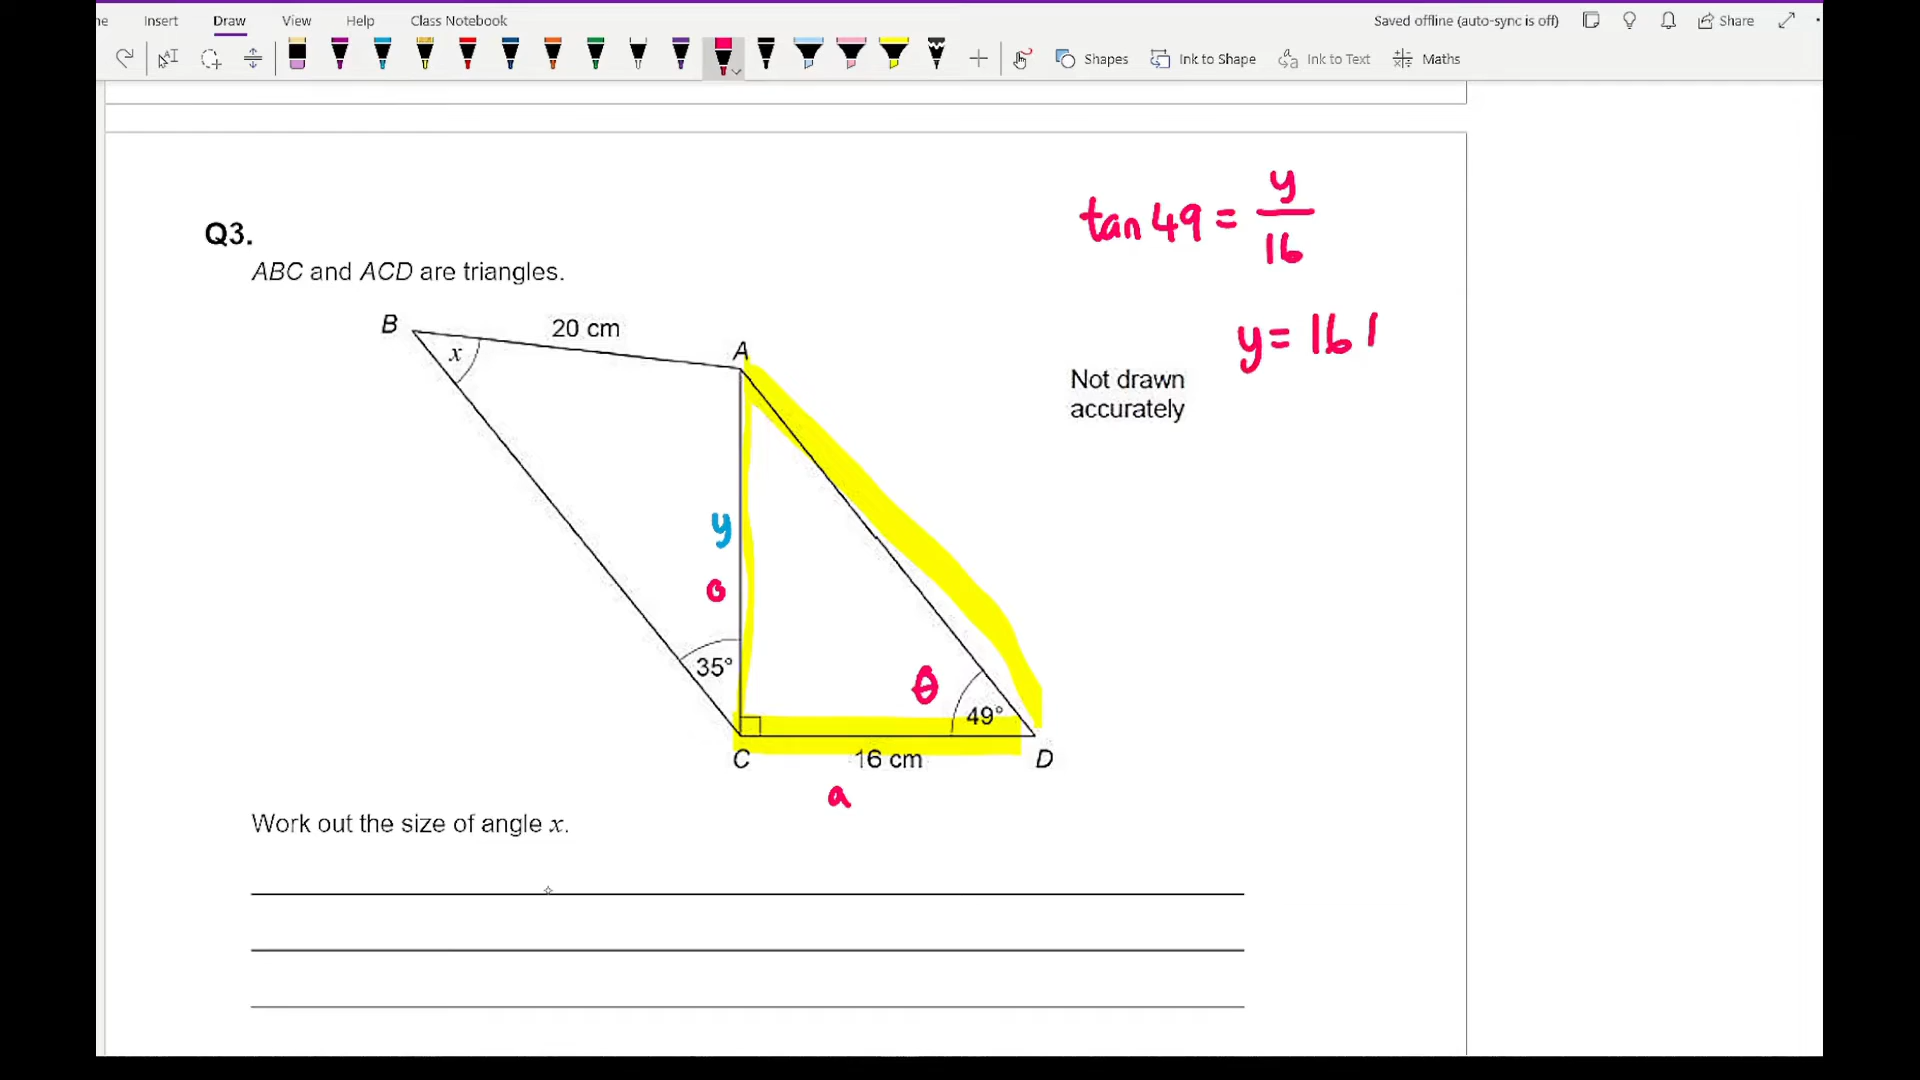 ne Insert Draw View Help Class Notebook Saved offline (auto-sync is off) Share
Shapes Ink to Shape Ink to Text Maths
tan 49 = y/16
Q3.
ABC and ACD are triangles.
y = 16
B 20 cm
x A
Not drawn
accurately
y
o
35° θ
49°
C 16 cm D
a
Work out the size of angle x.